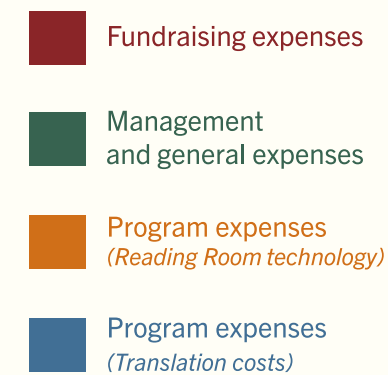 Fundraising expenses
Management
and general expenses
Program expenses
(Reading Room technology)
Program expenses
(Translation costs)